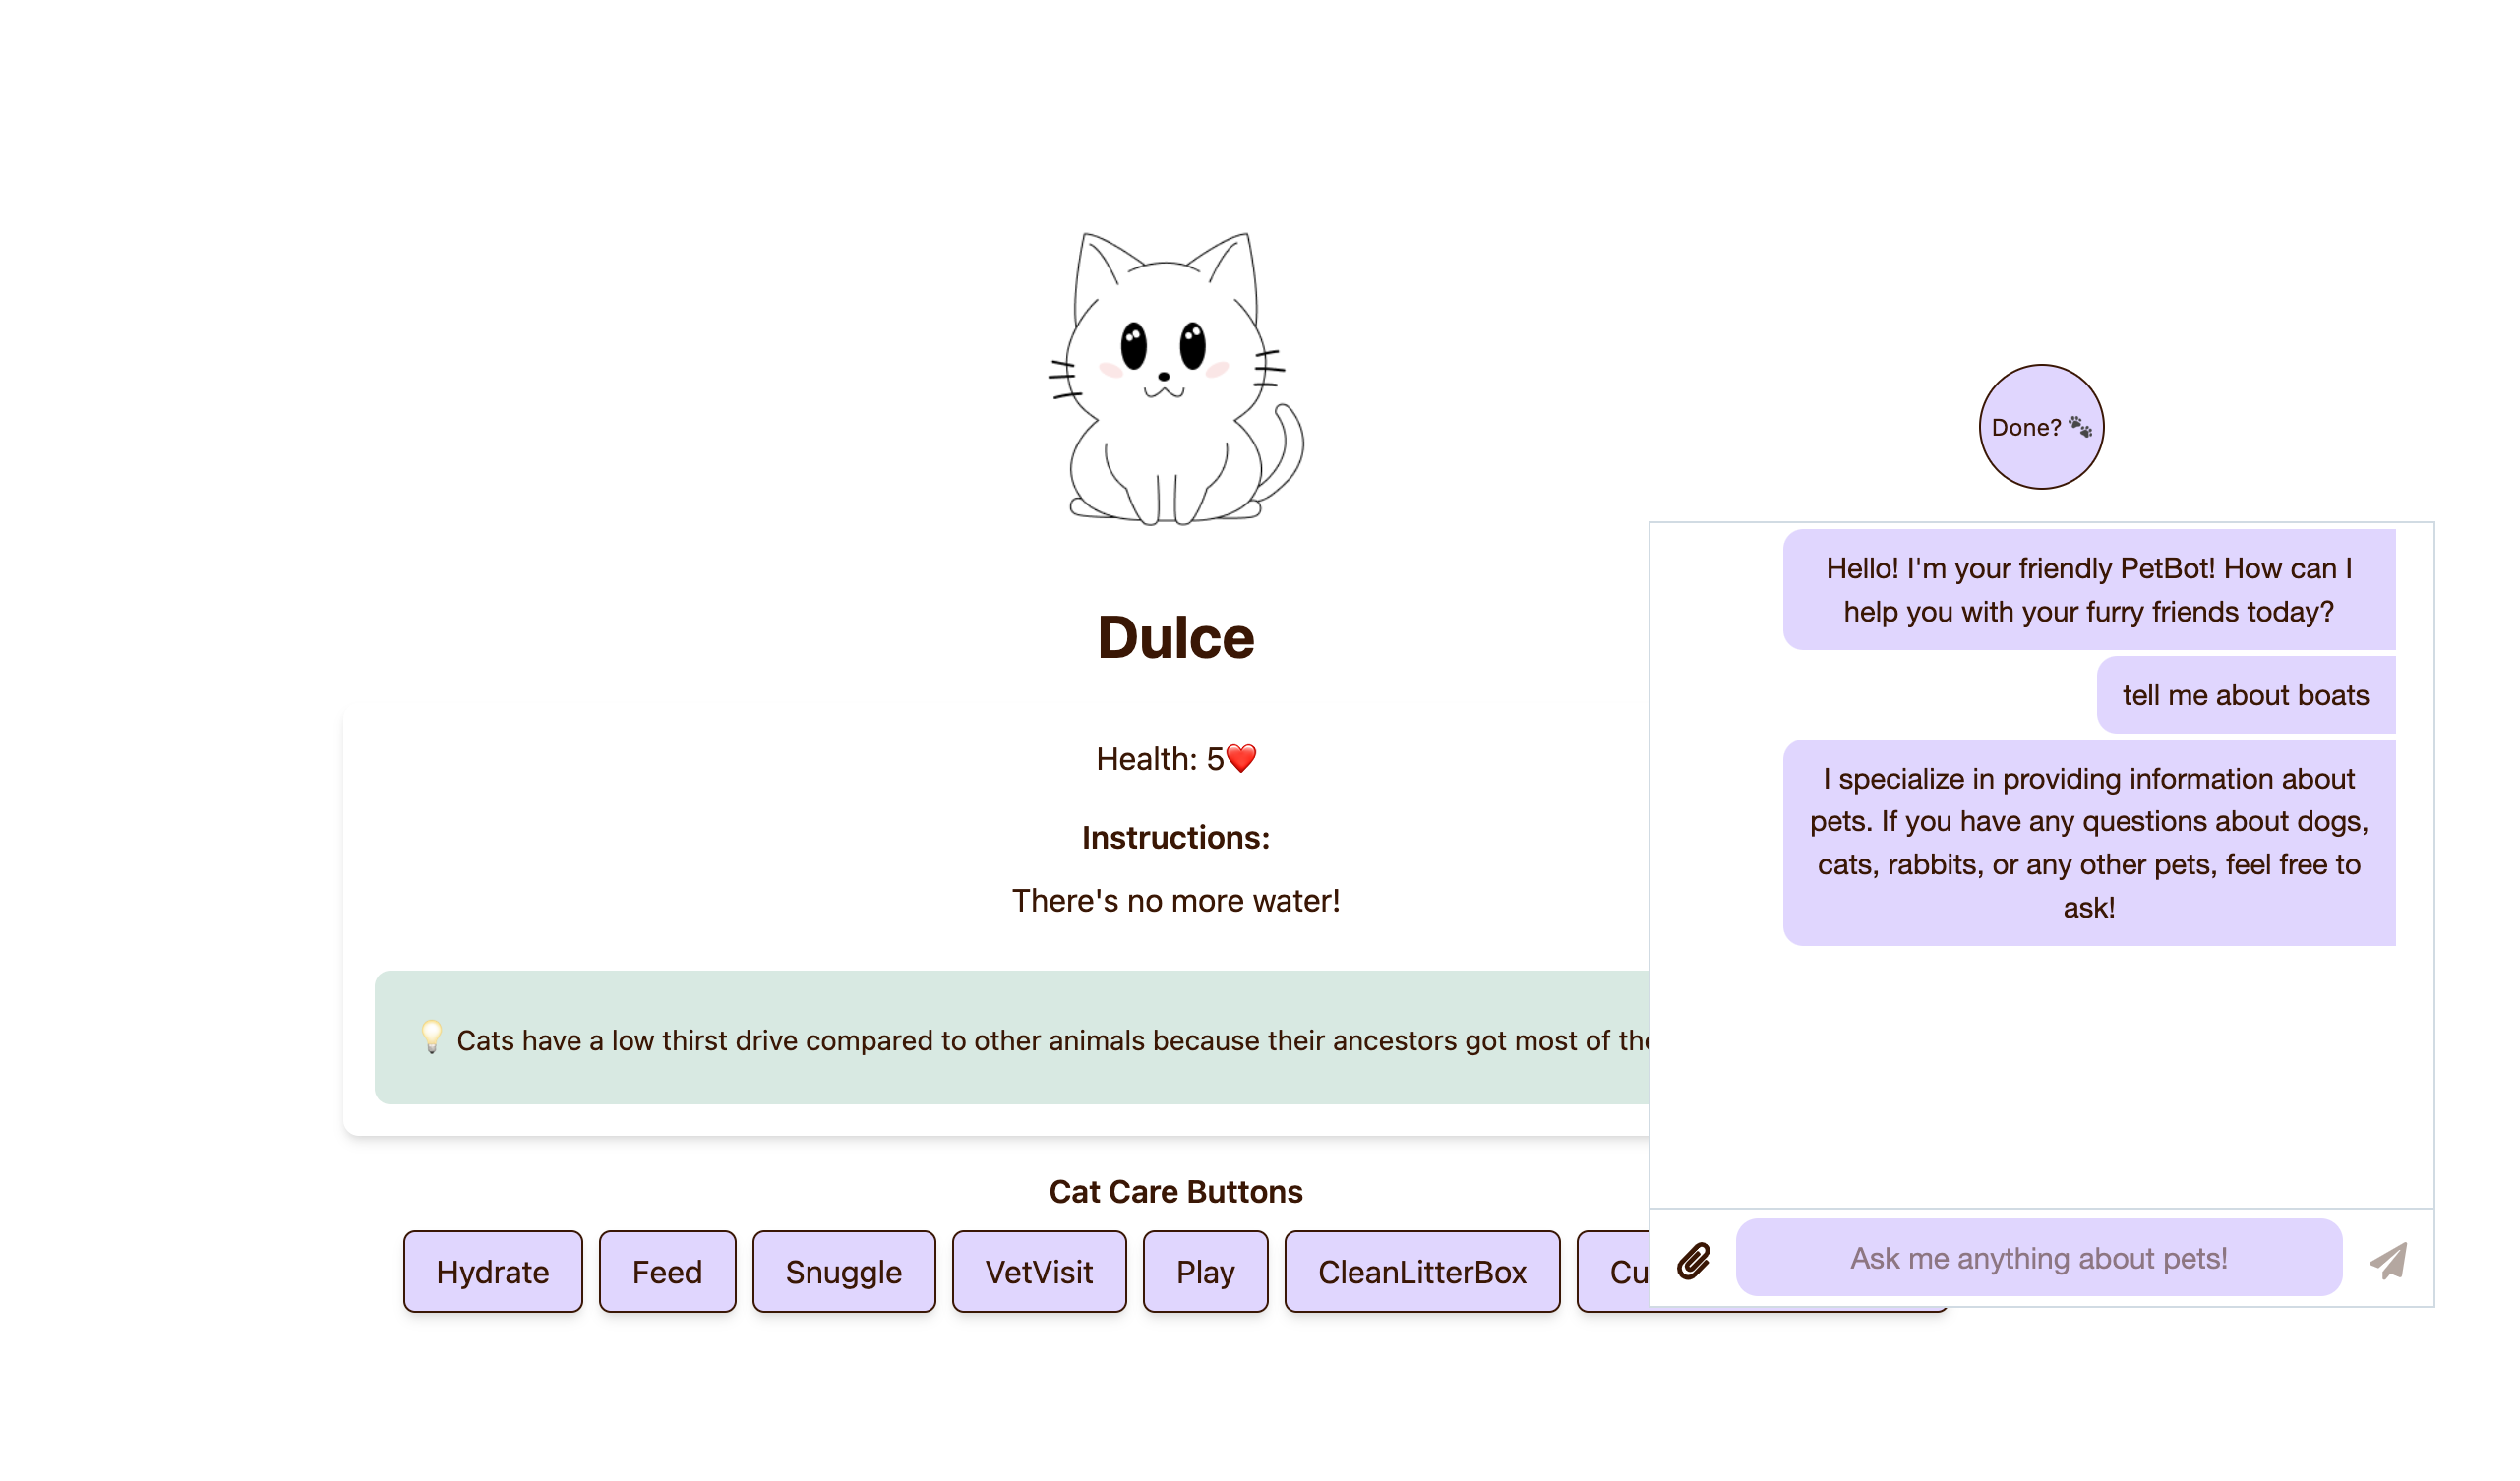 Dulce
Health: 5❤️
Instructions:
There's no more water!
💡 Cats have a low thirst drive compared to other animals because their ancestors got most of
Cat Care Buttons
Hydrate
Feed
Snuggle
VetVisit
Play
CleanLitterBox
Done? 🐾
Hello! I'm your friendly PetBot! How can I
help you with your furry friends today?
tell me about boats
I specialize in providing information about
pets. If you have any questions about dogs,
cats, rabbits, or any other pets, feel free to
ask!
Ask me anything about pets!